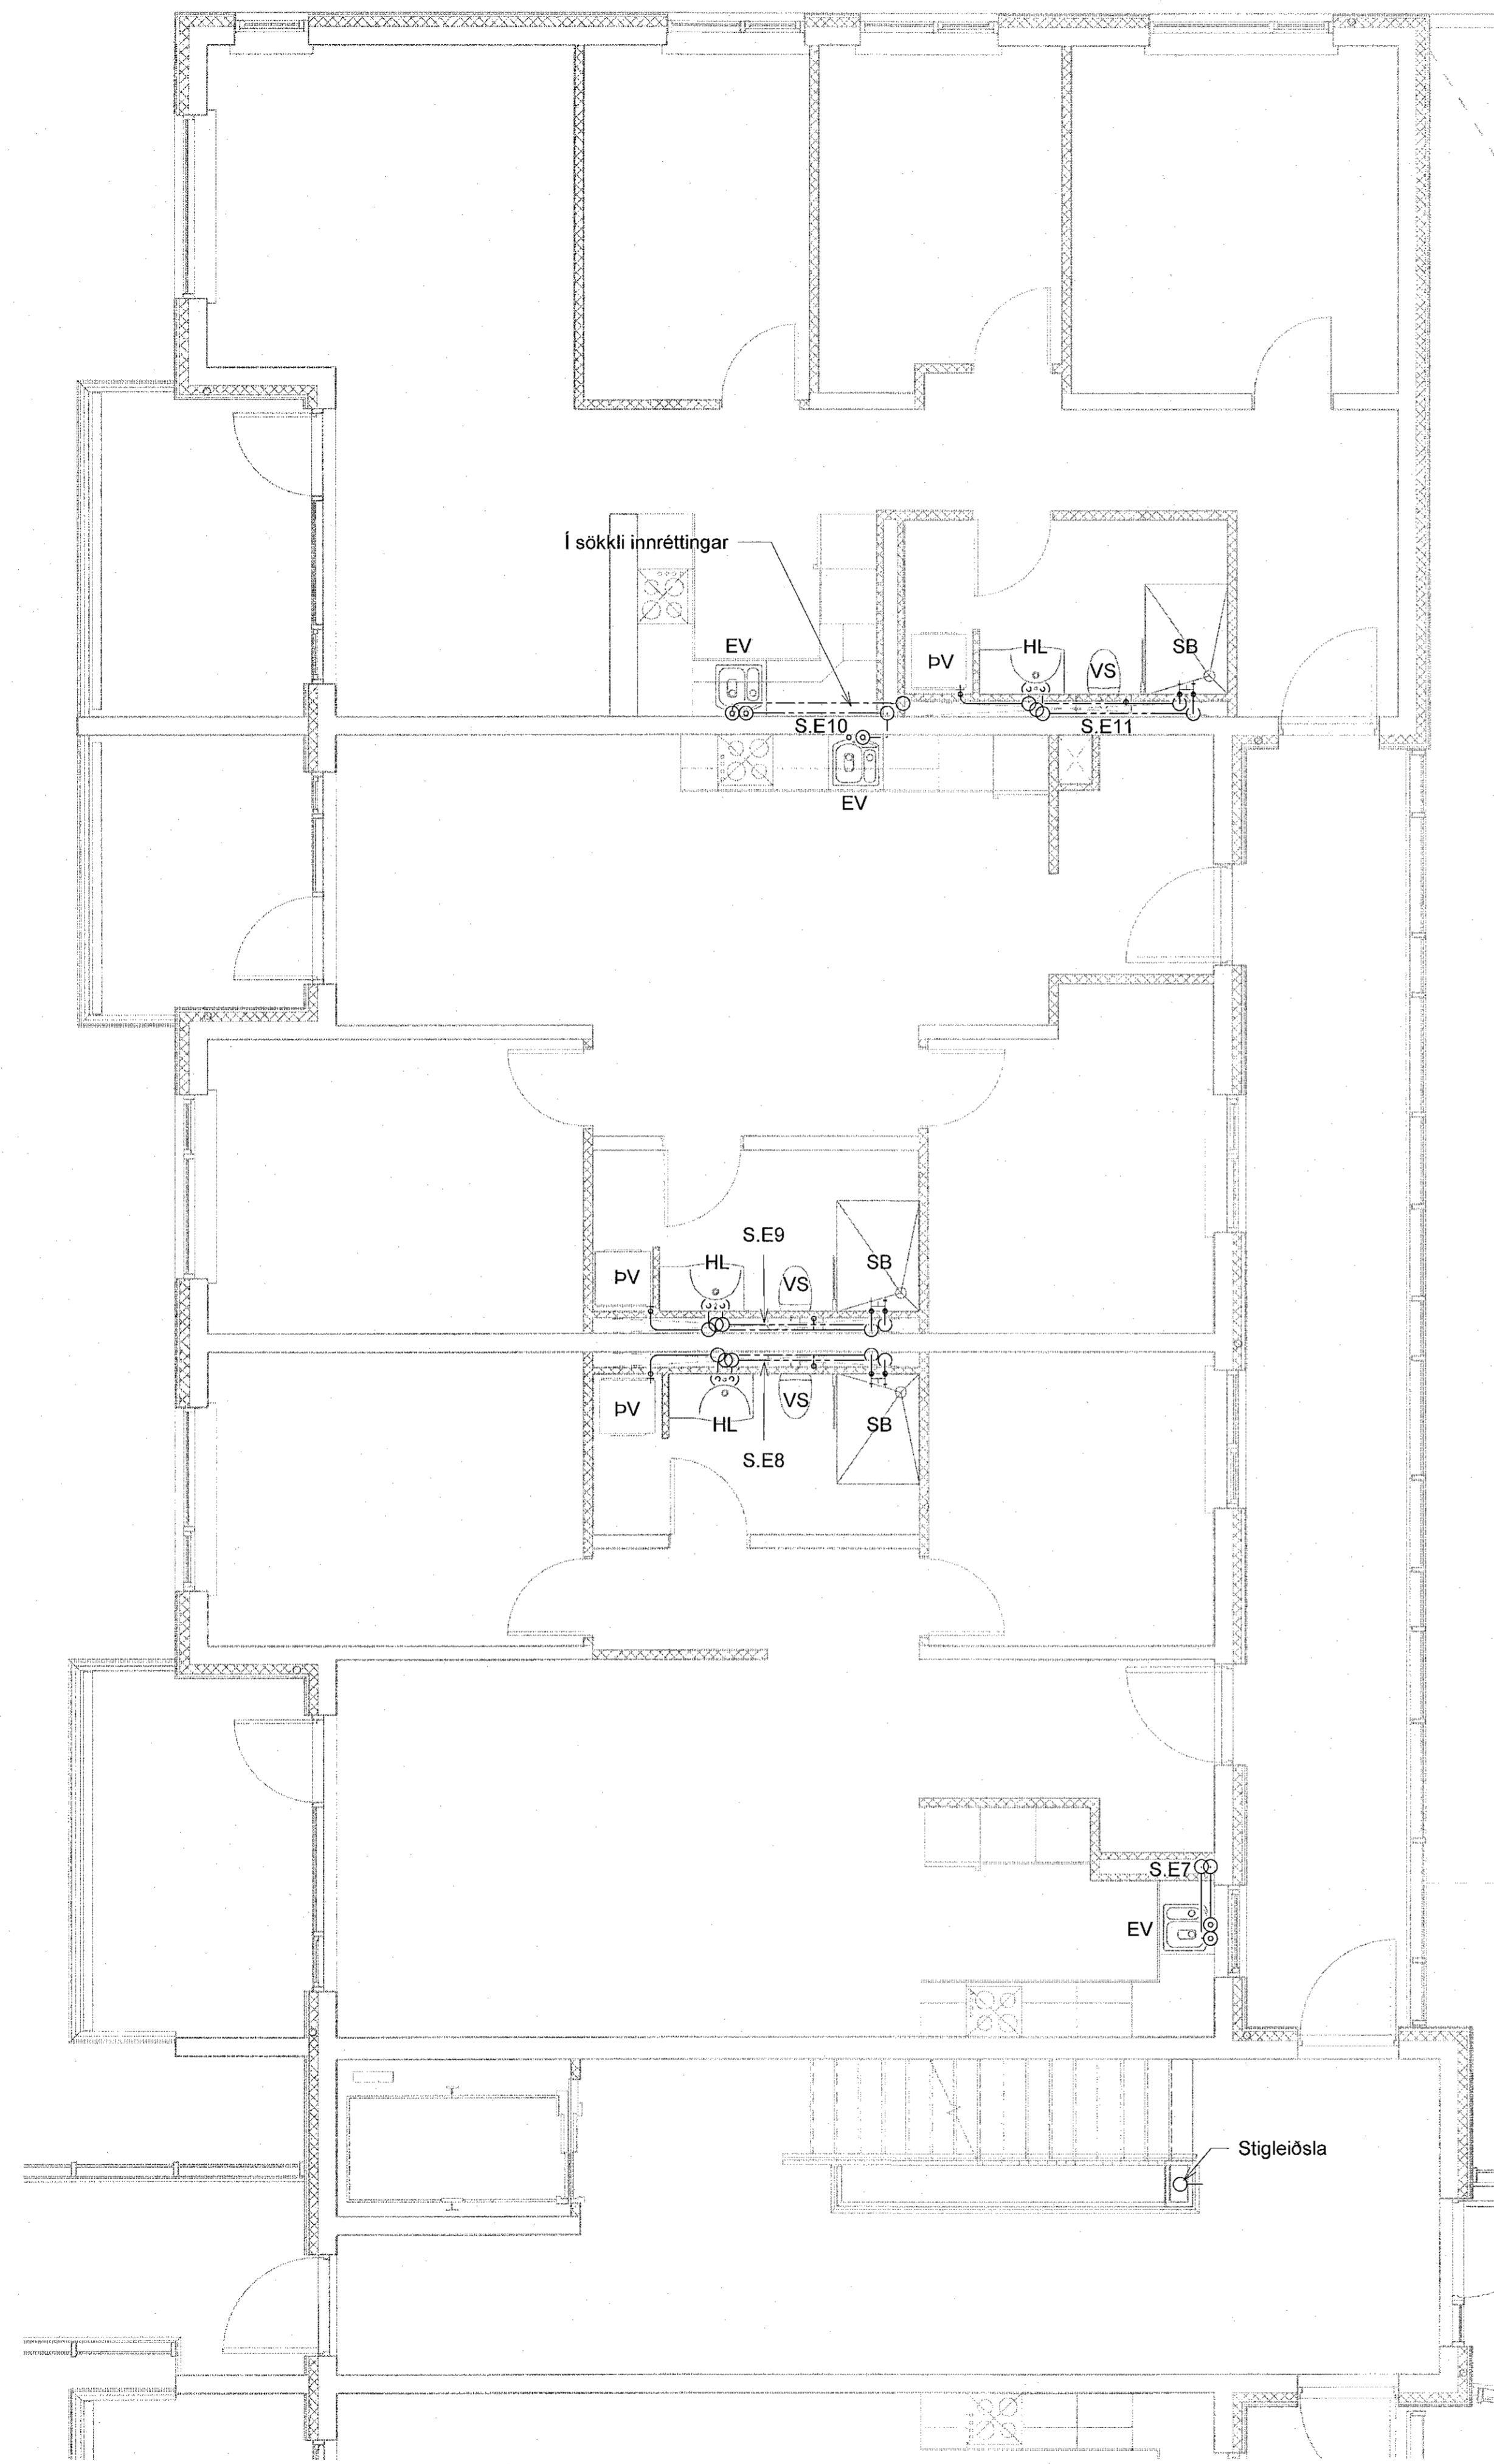 Í sökkli innréttingar
EV
ÞV
HL
VS
SB
S.E10
S.E11
EV
S.E9
ÞV
HL
VS
SB
ÞV
HL
VS
SB
S.E8
S.E7
EV
Stigleiðsla